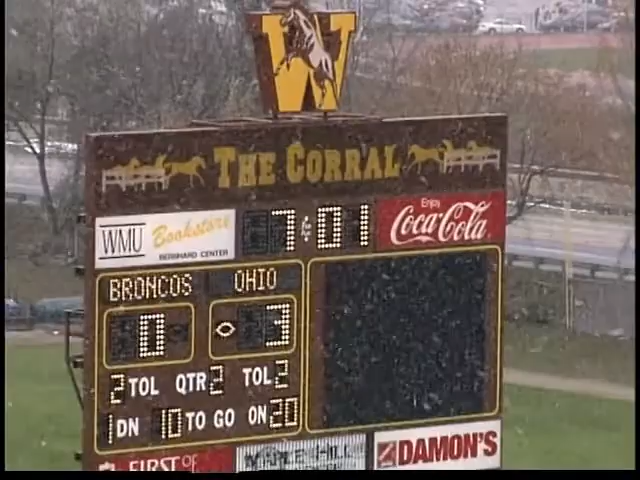 W
THE CORRAL
WMU Bookstore
BERNHARD CENTER
7:01
Enjoy
Coca-Cola
BRONCOS OHIO
0 3
2 TOL QTR 2 TOL 2
1 DN 10 TO GO ON 20
FIRST OF
DAMON'S